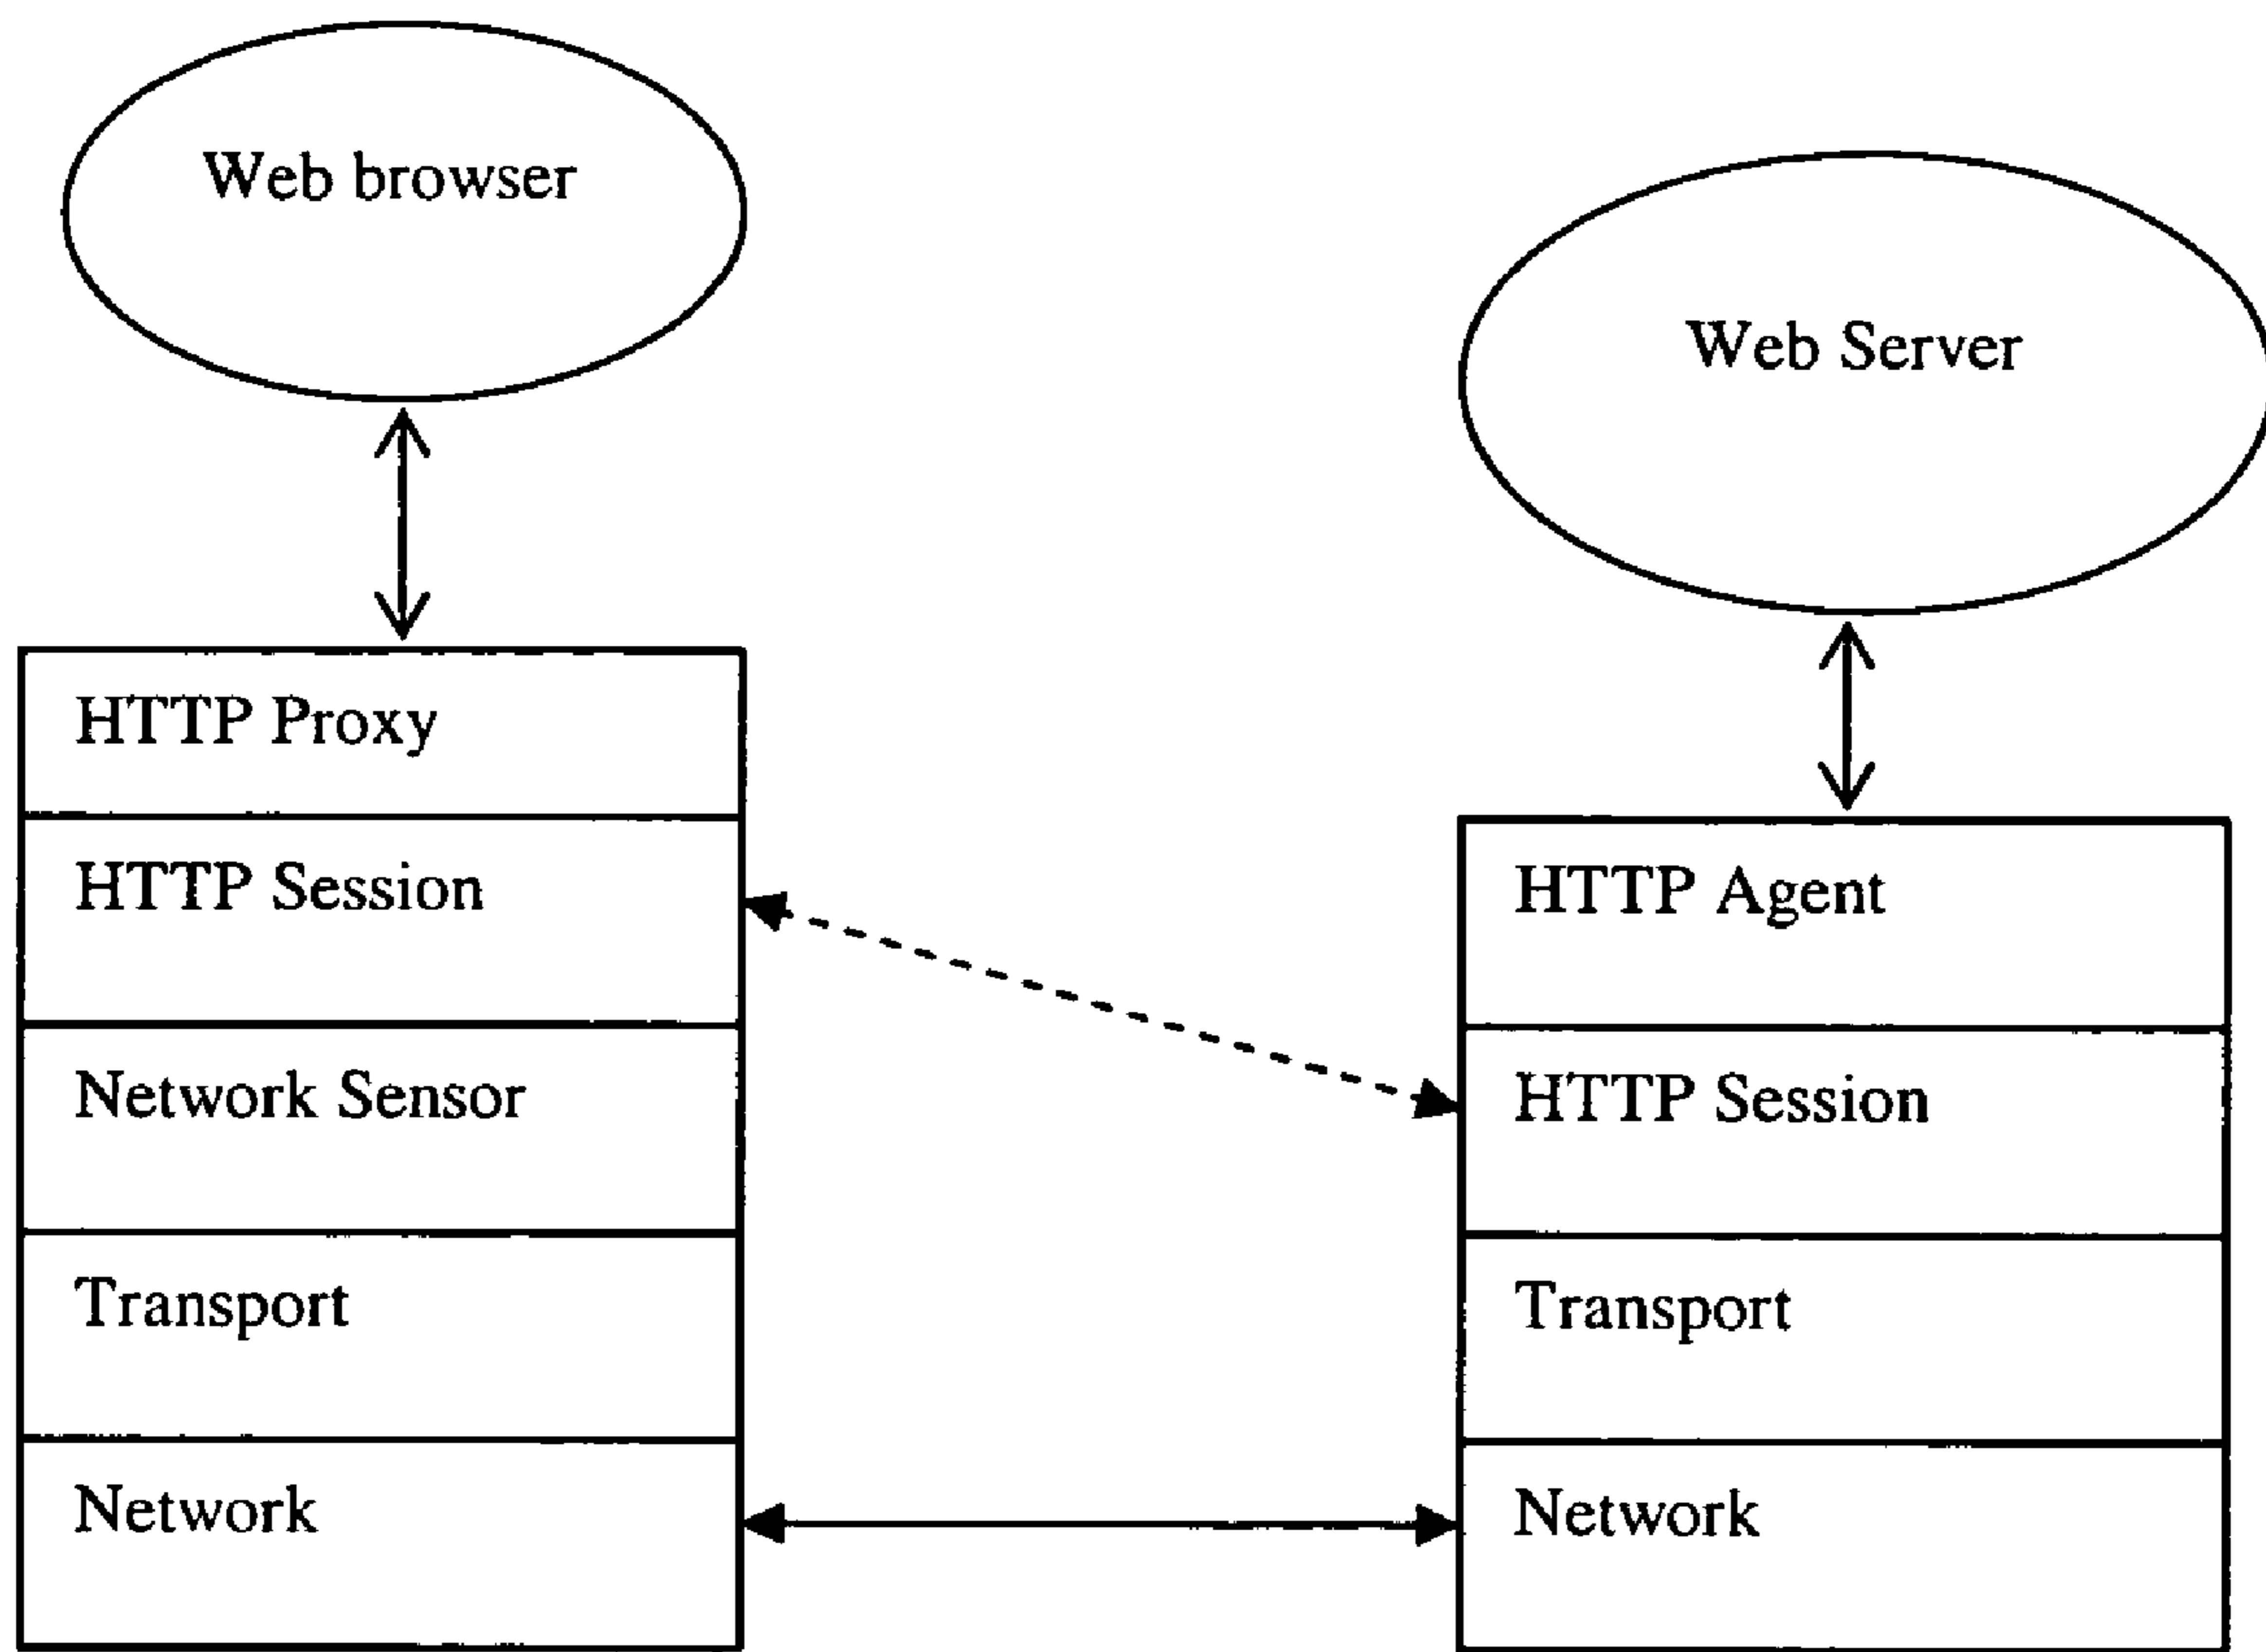 Web browser
Web Server
HTTP Proxy
HTTP Session
Network Sensor
Transport
Network
HTTP Agent
HTTP Session
Transport
Network